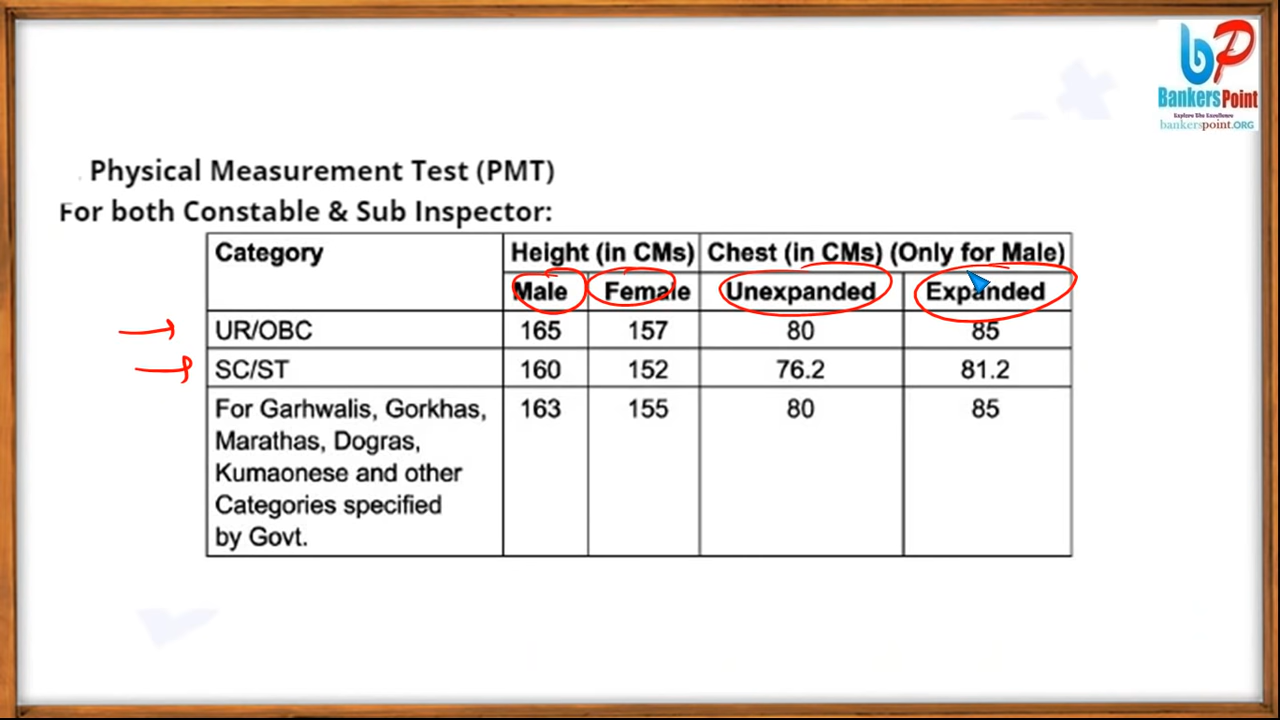 bP
BankersPoint
Explore The Excellence
bankerspoint.ORG
Physical Measurement Test (PMT)
For both Constable & Sub Inspector:
Category Height (in CMs) Chest (in CMs) (Only for Male)
Male Female Unexpanded Expanded
UR/OBC 165 157 80 85
SC/ST 160 152 76.2 81.2
For Garhwalis, Gorkhas, 163 155 80 85
Marathas, Dogras,
Kumaonese and other
Categories specified
by Govt.